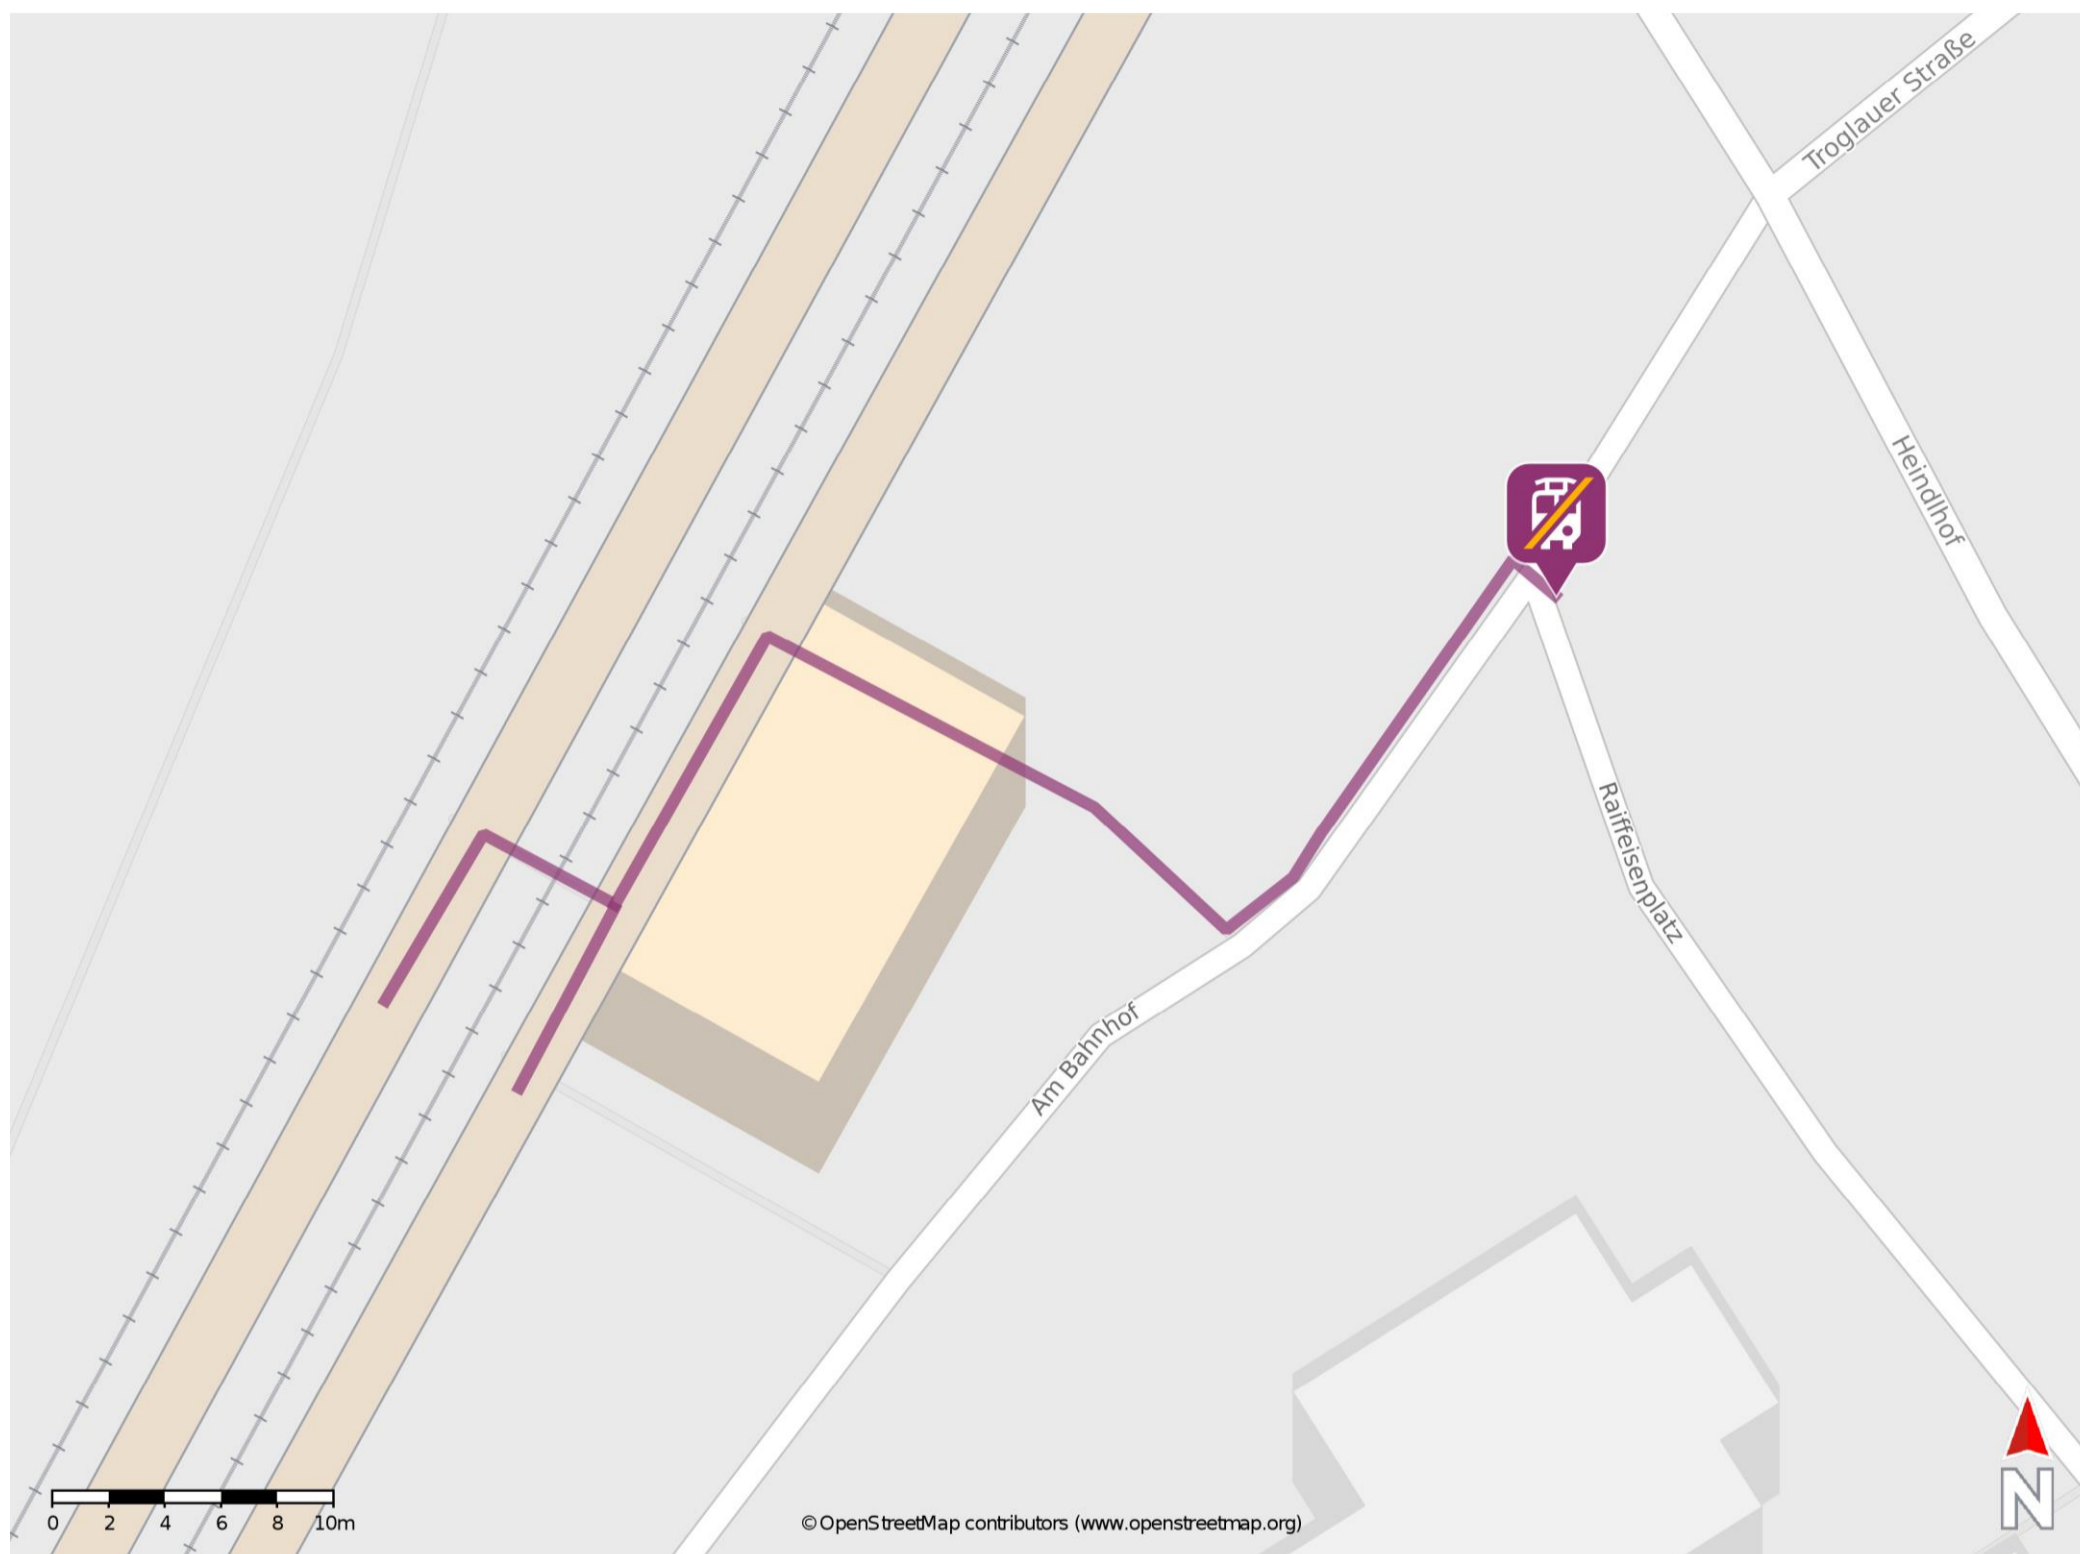 Troglauer Straße
Heindlhof
Raiffeisenplatz
Am Bahnhof
N
0 2 4 6 8 10m
© OpenStreetMap contributors (www.openstreetmap.org)